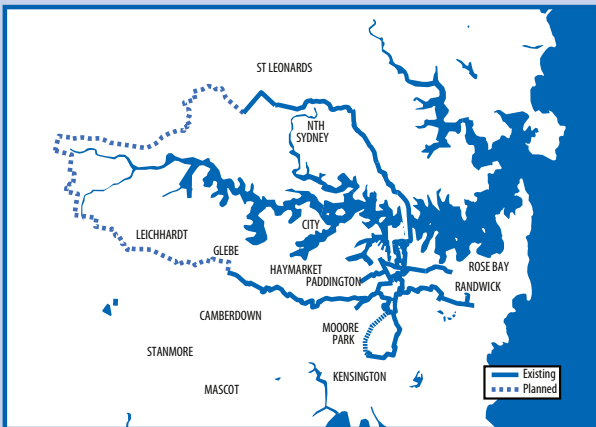 ST LEONARDS
NTH
SYDNEY
CITY
LEICHHARDT
GLEBE
HAYMARKET
ROSE BAY
PADDINGTON
RANDWICK
CAMBERDOWN
MOOORE
PARK
STANMORE
KENSINGTON
MASCOT
Existing
Planned